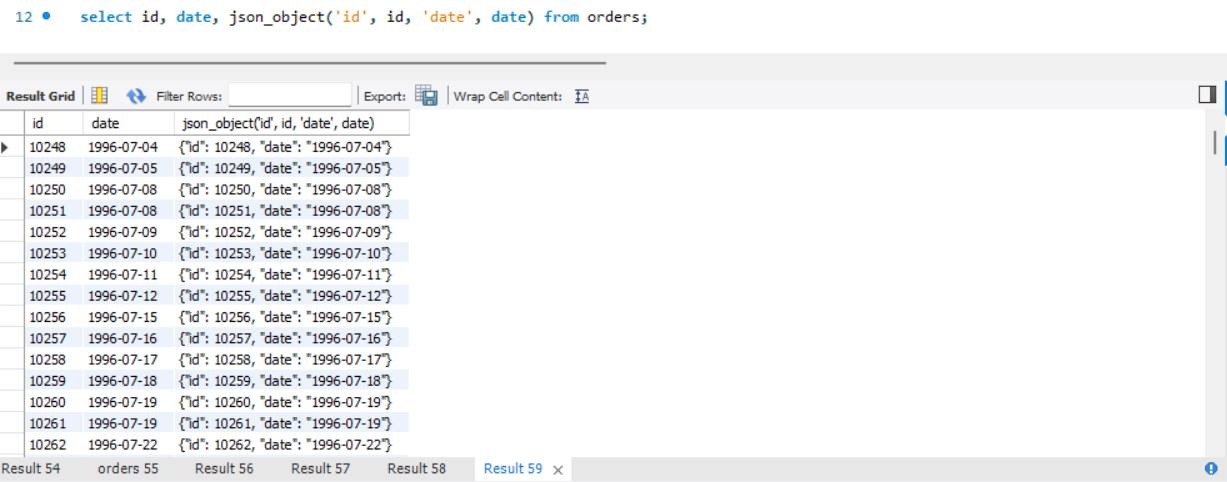 12 select id, date, json_object('id', id, 'date', date) from orders;
Result Grid Filter Rows: Export: Wrap Cell Content: IA
id date json_object('id', id, 'date', date)
10248 1996-07-04 {"id": 10248, "date": "1996-07-04"}
10249 1996-07-05 {"id": 10249, "date": "1996-07-05"}
10250 1996-07-08 {"id": 10250, "date": "1996-07-08"}
10251 1996-07-08 {"id": 10251, "date": "1996-07-08"}
10252 1996-07-09 {"id": 10252, "date": "1996-07-09"}
10253 1996-07-10 {"id": 10253, "date": "1996-07-10"}
10254 1996-07-11 {"id": 10254, "date": "1996-07-11"}
10255 1996-07-12 {"id": 10255, "date": "1996-07-12"}
10256 1996-07-15 {"id": 10256, "date": "1996-07-15"}
10257 1996-07-16 {"id": 10257, "date": "1996-07-16"}
10258 1996-07-17 {"id": 10258, "date": "1996-07-17"}
10259 1996-07-18 {"id": 10259, "date": "1996-07-18"}
10260 1996-07-19 {"id": 10260, "date": "1996-07-19"}
10261 1996-07-19 {"id": 10261, "date": "1996-07-19"}
10262 1996-07-22 {"id": 10262, "date": "1996-07-22"}
Result 54 orders 55 Result 56 Result 57 Result 58 Result 59